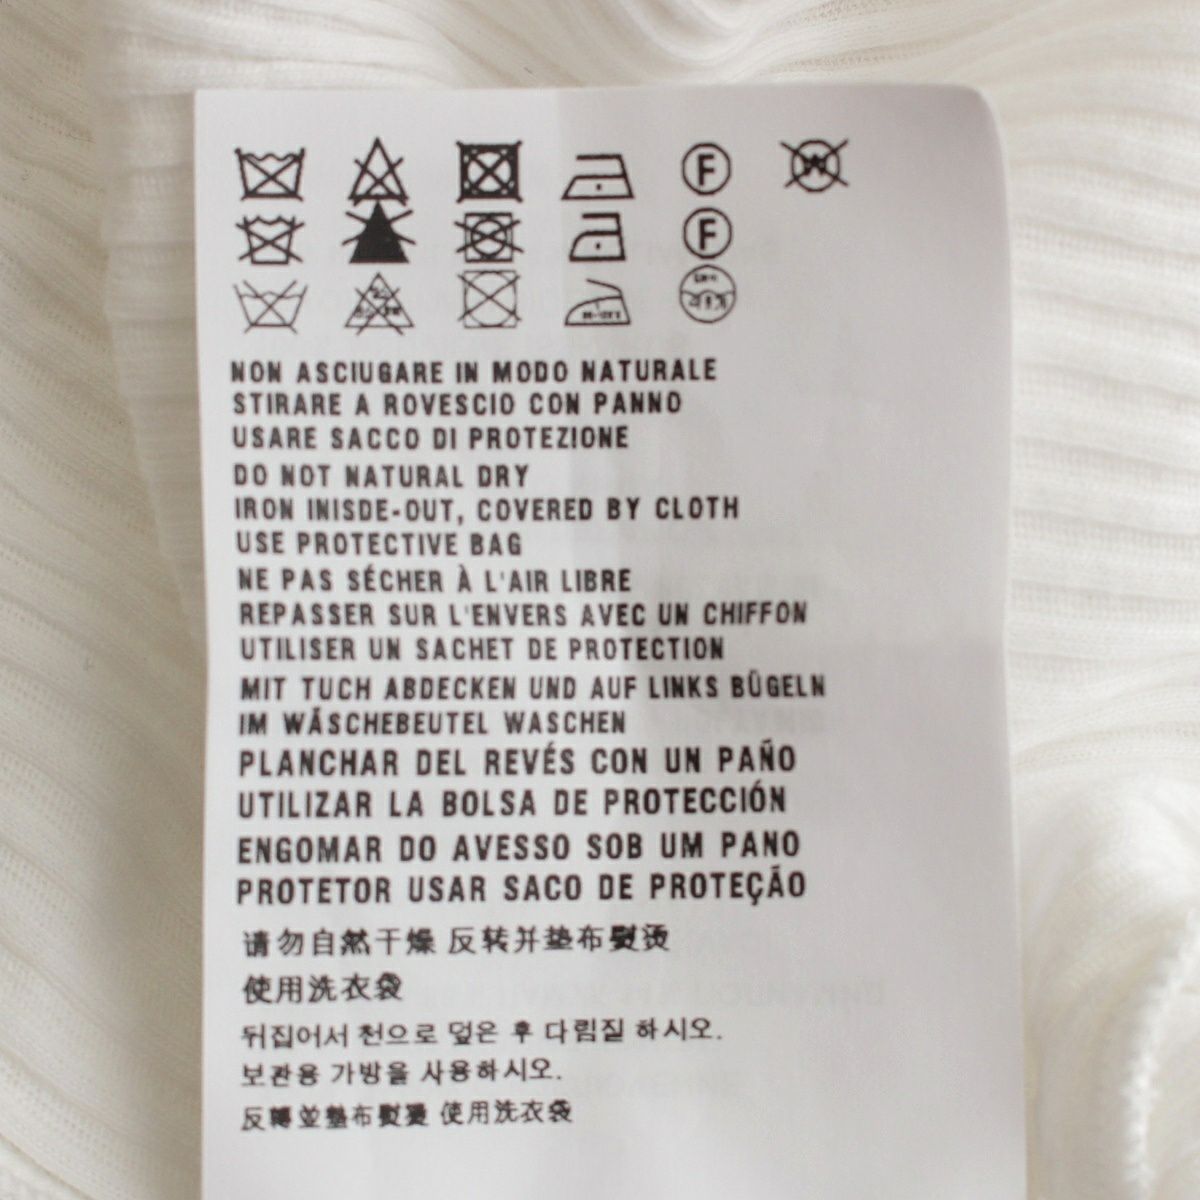 F W
F
NON ASCIUGARE IN MODO NATURALE
STIRARE A ROVESCIO CON PANNO
USARE SACCO DI PROTEZIONE
DO NOT NATURAL DRY
IRON INISDE-OUT, COVERED BY CLOTH
USE PROTECTIVE BAG
NE PAS SÉCHER À L'AIR LIBRE
REPASSER SUR L'ENVERS AVEC UN CHIFFON
UTILISER UN SACHET DE PROTECTION
MIT TUCH ABDECKEN UND AUF LINKS BÜGELN
IM WÄSCHEBEUTEL WASCHEN
PLANCHAR DEL REVÉS CON UN PAÑO
UTILIZAR LA BOLSA DE PROTECCIÓN
ENGOMAR DO AVESSO SOB UM PANO
PROTETOR USAR SACO DE PROTEÇÃO
请勿自然干燥 反转并垫布熨烫
使用洗衣袋
뒤집어서 천으로 덮은 후 다림질 하시오.
보관용 가방을 사용하시오.
反轉並墊布熨燙 使用洗衣袋